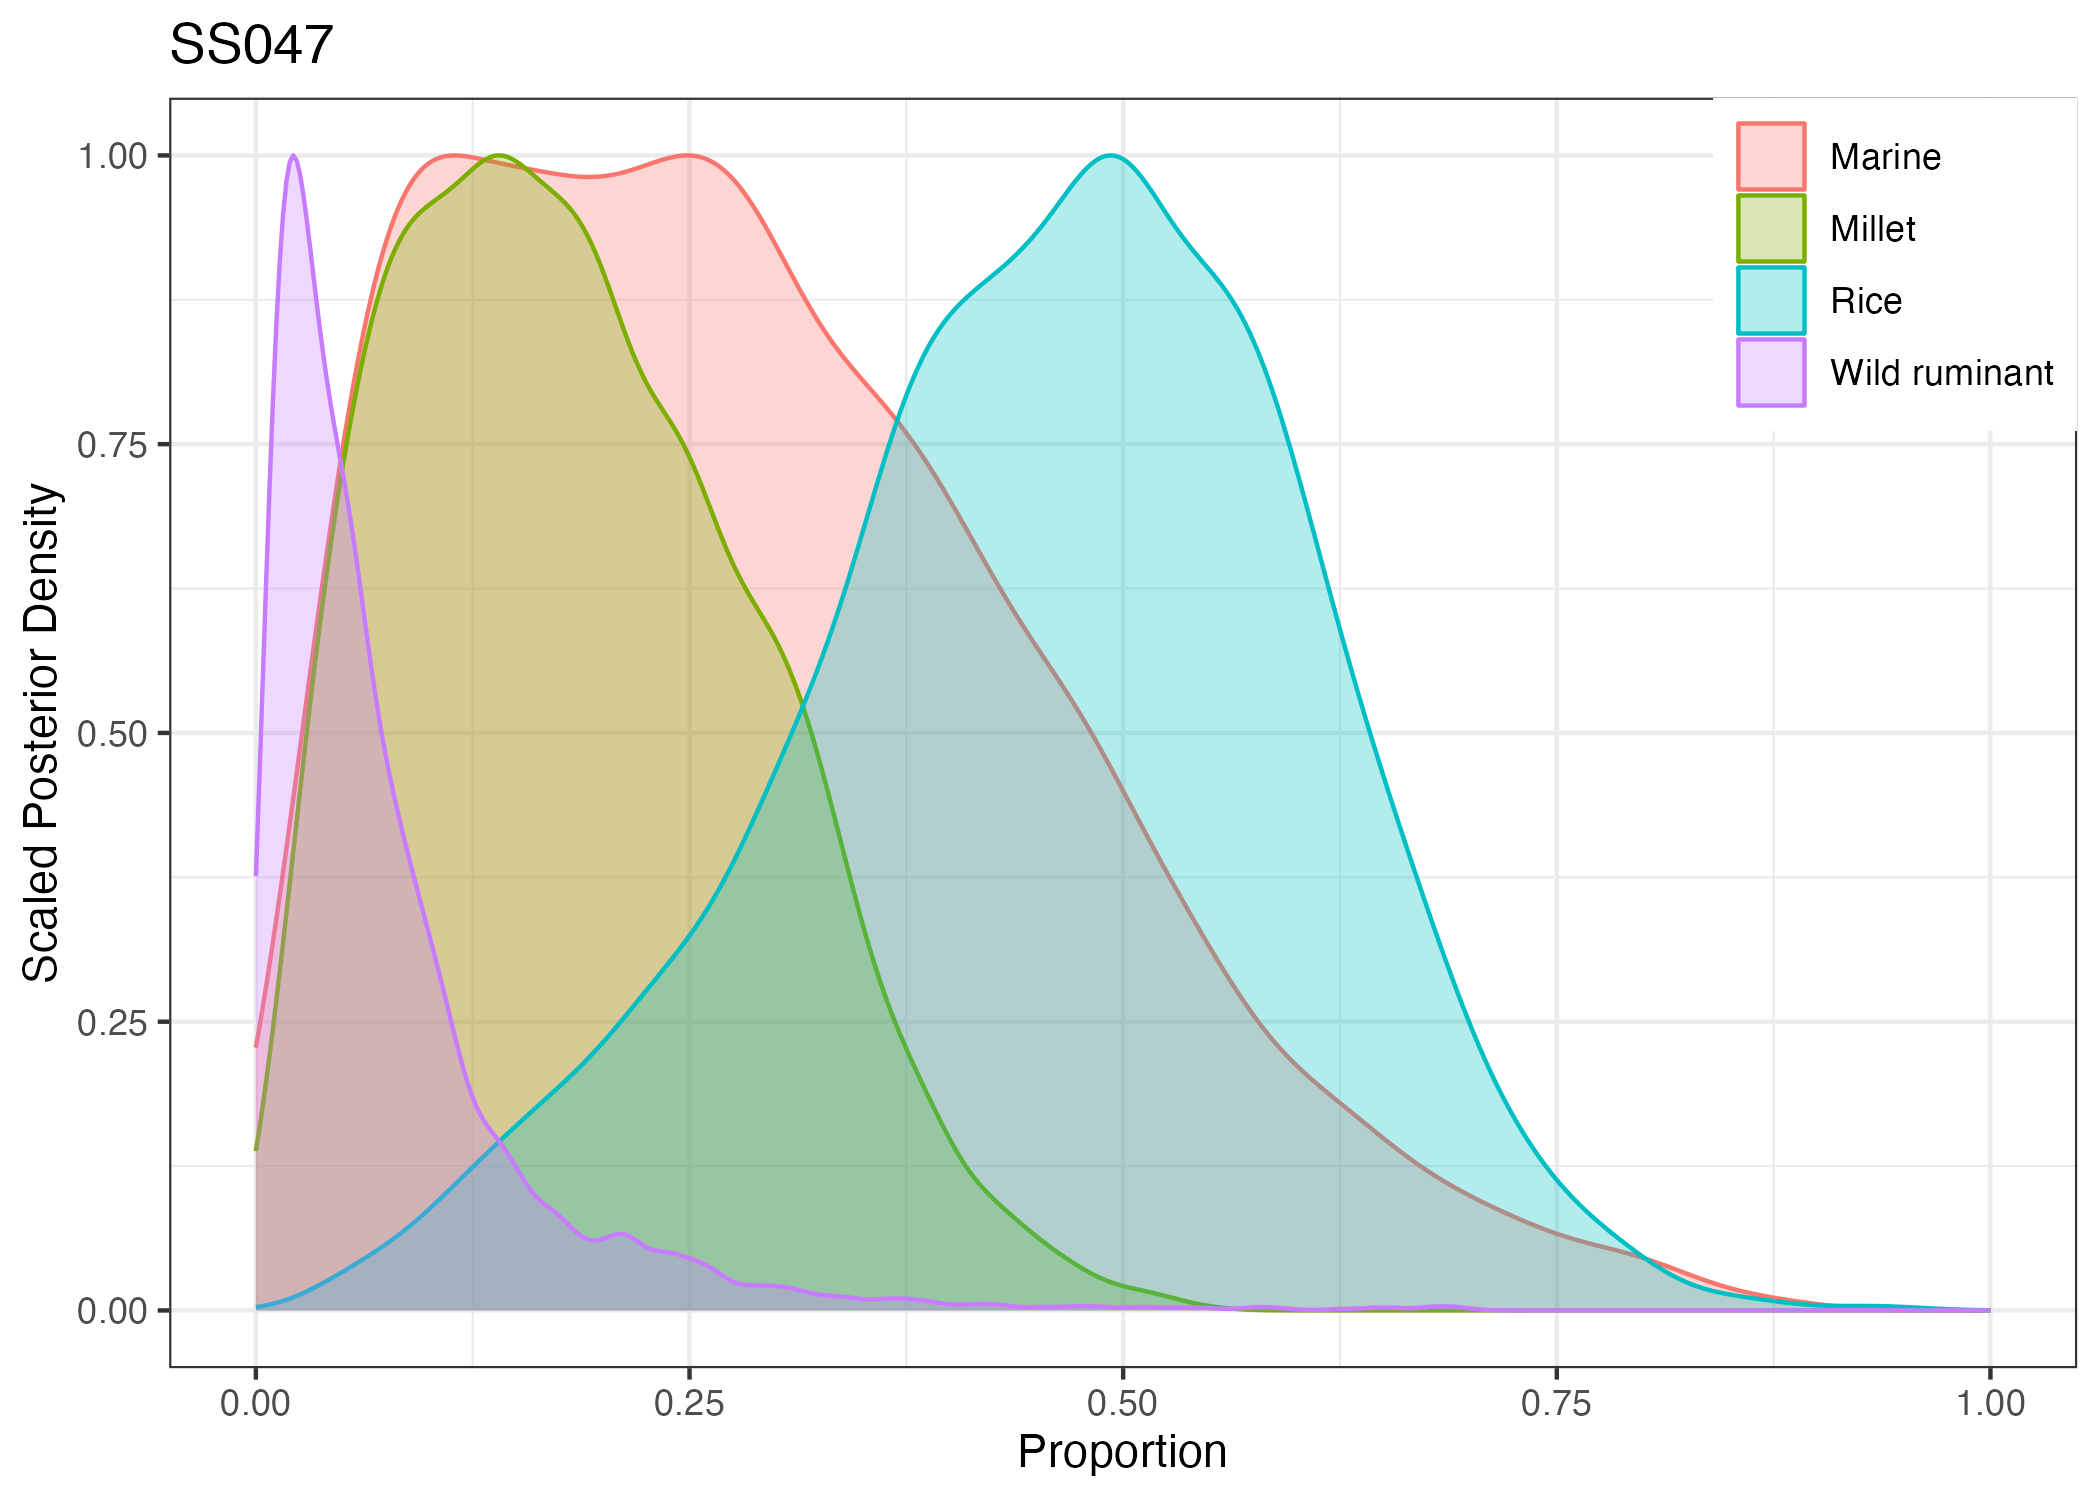 SS047
Marine
Millet
Rice
Wild ruminant
1.00
0.75
0.50
0.25
0.00
Scaled Posterior Density
0.00 0.25 0.50 0.75 1.00
Proportion